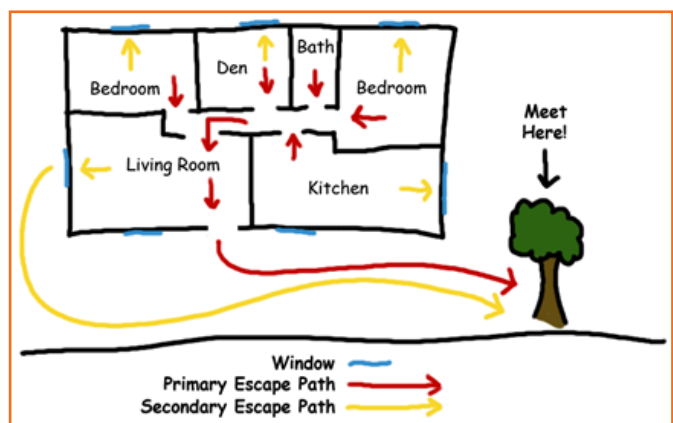 Bath
Den
Bedroom
Bedroom
Meet
Here!
Living Room
Kitchen
Window
Primary Escape Path
Secondary Escape Path